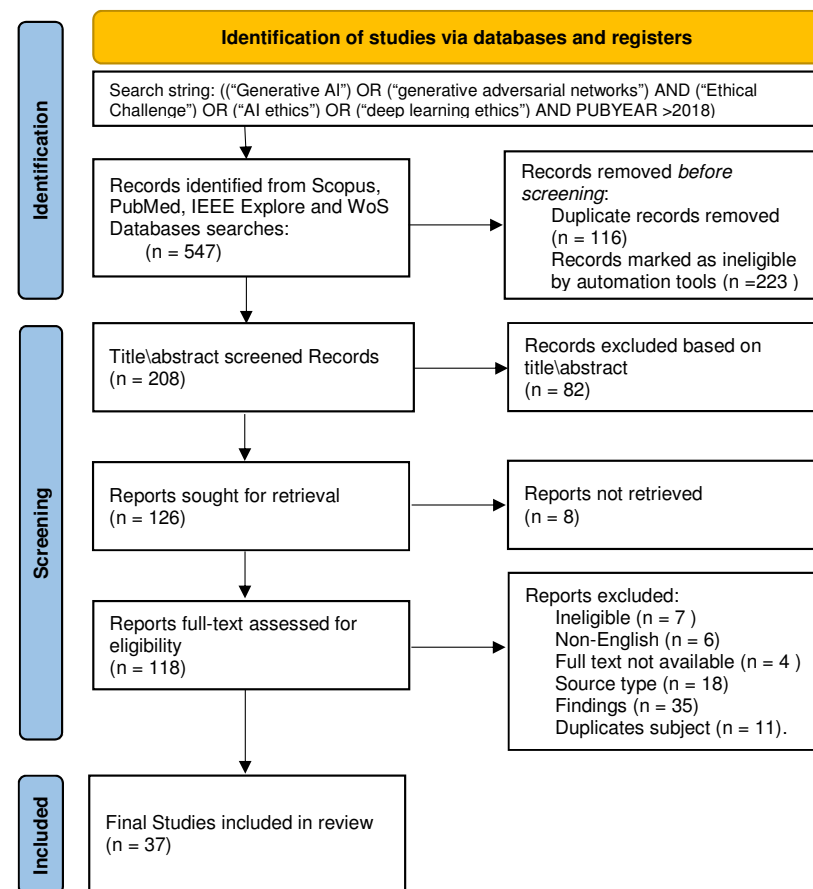 Identification of studies via databases and registers
Identification
Search string: ((“Generative AI”) OR (“generative adversarial networks”) AND (“Ethical
Challenge”) OR (“AI ethics”) OR (“deep learning ethics”) AND PUBYEAR >2018)
Records identified from Scopus,
PubMed, IEEE Explore and WoS
Databases searches:
(n = 547)
Records removed before
screening:
Duplicate records removed
(n = 116)
Records marked as ineligible
by automation tools (n =223 )
Screening
Title\abstract screened Records
(n = 208)
Records excluded based on
title\abstract
(n = 82)
Reports sought for retrieval
(n = 126)
Reports not retrieved
(n = 8)
Reports full-text assessed for
eligibility
(n = 118)
Reports excluded:
Ineligible (n = 7 )
Non-English (n = 6)
Full text not available (n = 4 )
Source type (n = 18)
Findings (n = 35)
Duplicates subject (n = 11).
Included
Final Studies included in review
(n = 37)